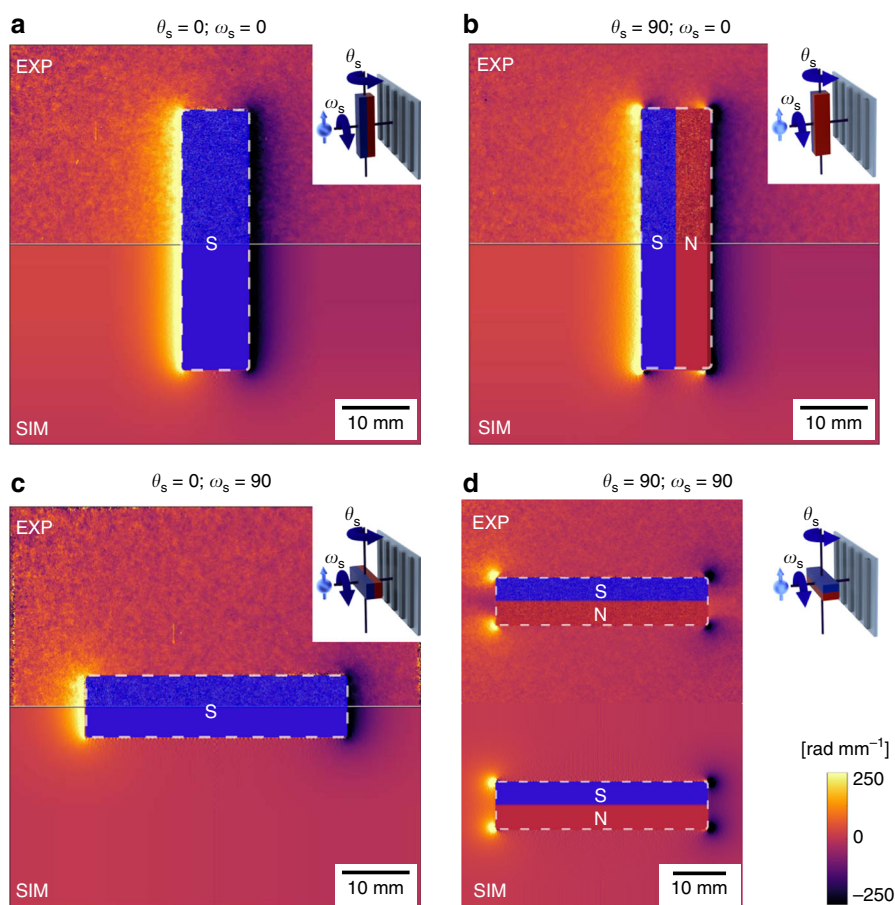 a
θs = 0; ωs = 0
EXP
θs
ωs
S
SIM
10 mm
b
θs = 90; ωs = 0
EXP
θs
ωs
S N
SIM
10 mm
c
θs = 0; ωs = 90
EXP
θs
ωs
S
SIM
10 mm
d
θs = 90; ωs = 90
EXP
θs
ωs
S
N
S
N
SIM
10 mm
[rad mm⁻¹]
250
0
−250